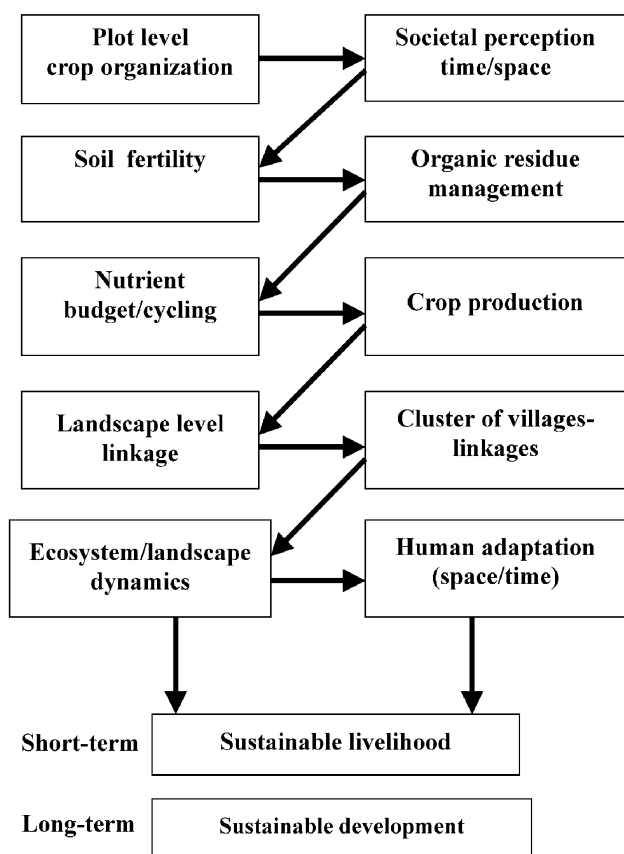 Plot level
crop organization
Societal perception
time/space
Soil fertility
Organic residue
management
Nutrient
budget/cycling
Crop production
Landscape level
linkage
Cluster of villages-
linkages
Ecosystem/landscape
dynamics
Human adaptation
(space/time)
Short-term
Sustainable livelihood
Long-term
Sustainable development